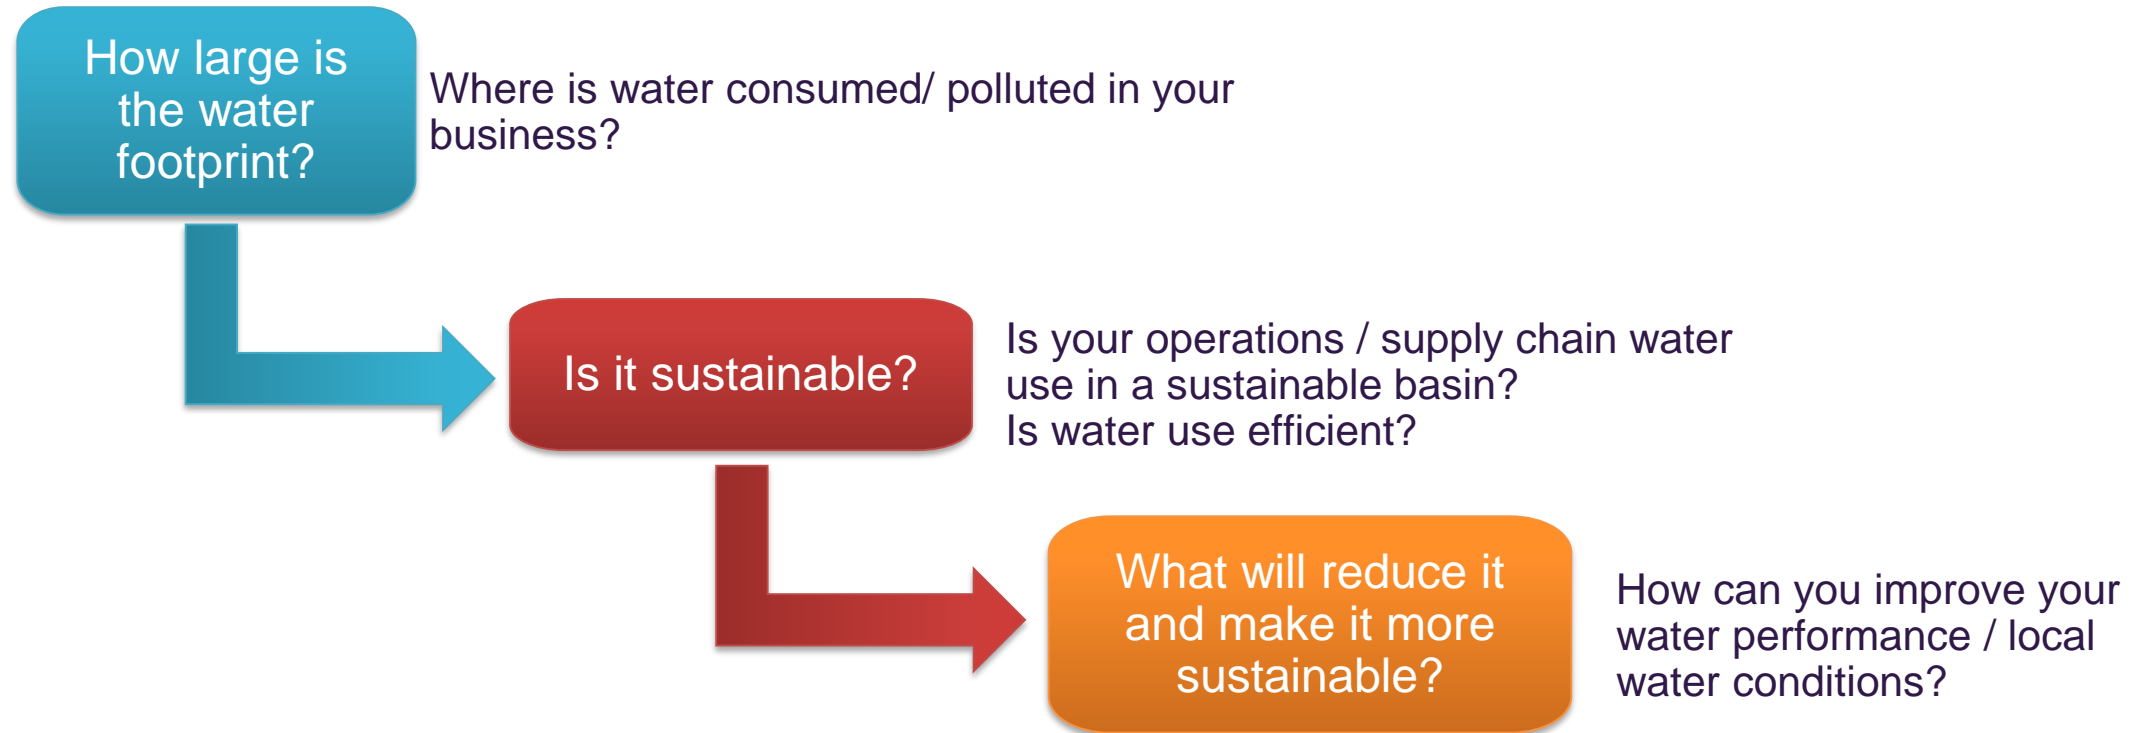 How large is
the water
footprint?
Where is water consumed/ polluted in your
business?
Is it sustainable?
Is your operations / supply chain water
use in a sustainable basin?
Is water use efficient?
What will reduce it
and make it more
sustainable?
How can you improve your
water performance / local
water conditions?